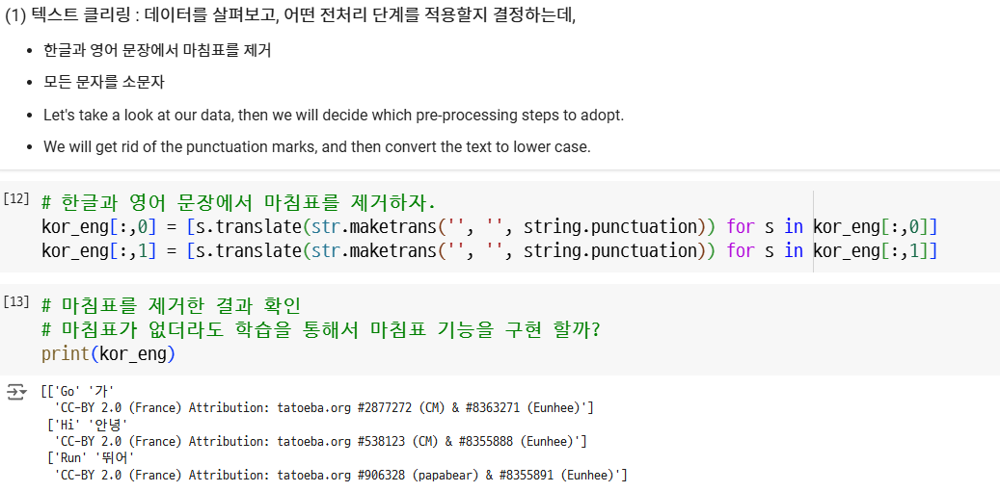 (1) 텍스트 클리링 : 데이터를 살펴보고, 어떤 전처리 단계를 적용할지 결정하는데,
• 한글과 영어 문장에서 마침표를 제거
• 모든 문자를 소문자
• Let's take a look at our data, then we will decide which pre-processing steps to adopt.
• We will get rid of the punctuation marks, and then convert the text to lower case.
[12] # 한글과 영어 문장에서 마침표를 제거하자.
kor_eng[:,0] = [s.translate(str.maketrans('', '', string.punctuation)) for s in kor_eng[:,0]]
kor_eng[:,1] = [s.translate(str.maketrans('', '', string.punctuation)) for s in kor_eng[:,1]]
[13] # 마침표를 제거한 결과 확인
# 마침표가 없더라도 학습을 통해서 마침표 기능을 구현 할까?
print(kor_eng)
[['Go' '가'
'CC-BY 2.0 (France) Attribution: tatoeba.org #2877272 (CM) & #8363271 (Eunhee)']
['Hi' '안녕'
'CC-BY 2.0 (France) Attribution: tatoeba.org #538123 (CM) & #8355888 (Eunhee)']
['Run' '뛰어'
'CC-BY 2.0 (France) Attribution: tatoeba.org #906328 (papabear) & #8355891 (Eunhee)']